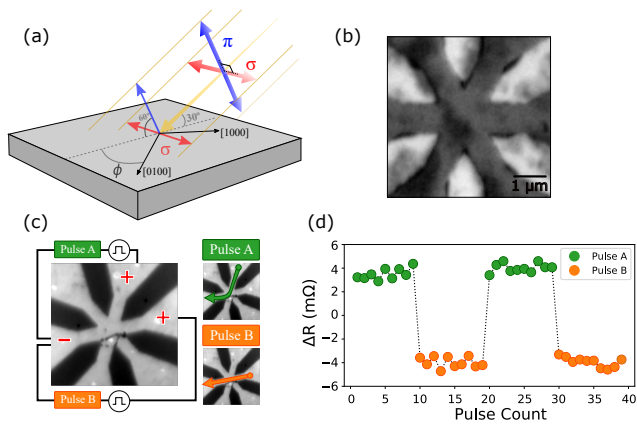 (a)
π
σ
60°
30°
[1000]
σ
ϕ
[0100]
(b)
1 μm
(c)
Pulse A
+
+
−
Pulse B
Pulse A
Pulse B
(d)
6
4
2
0
−2
−4
−6
ΔR (mΩ)
Pulse A
Pulse B
0 5 10 15 20 25 30 35 40
Pulse Count